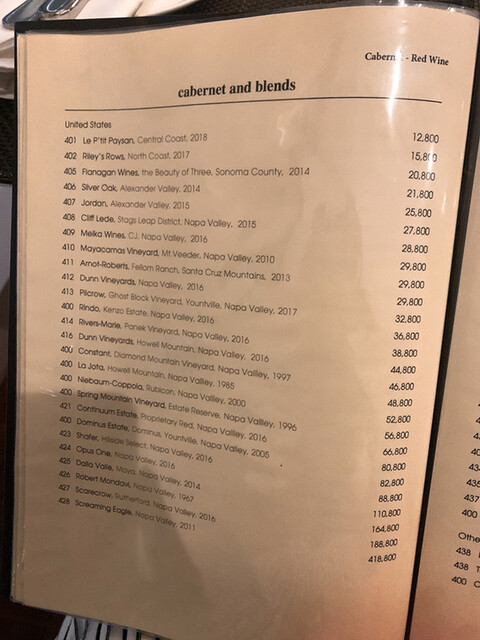 Cabernet - Red Wine
cabernet and blends
United States
401 Le P'tit Paysan, Central Coast, 2018 12,800
402 Riley's Rows, North Coast, 2017 15,800
405 Flanagan Wines, the Beauty of Three, Sonoma County, 2014 20,800
406 Silver Oak, Alexander Valley, 2014 21,800
407 Jordan, Alexander Valley, 2015 25,800
408 Cliff Lede, Stags Leap District, Napa Valley, 2015 27,800
409 Melka Wines, CJ, Napa Valley, 2016 28,800
410 Mayacamas Vineyard, Mt.Veeder, Napa Valley, 2010 29,800
411 Arnot-Roberts, Fellom Ranch, Santa Cruz Mountains, 2013 29,800
412 Dunn Vineyards, Napa Valley, 2016 29,800
413 Pilcrow, Ghost Block Vineyard, Yountville, Napa Valley, 2017 32,800
400 Rindo, Kenzo Estate, Napa Valley, 2016 36,800
414 Rivers-Marie, Panek Vineyard, Napa Valley, 2016 38,800
416 Dunn Vineyards, Howell Mountain, Napa Valley, 2016 44,800
400 Constant, Diamond Mountain Vineyard, Napa Vallley, 1997 46,800
400 La Jota, Howell Mountain, Napa Valley, 1985 48,800
400 Niebaum-Coppola, Rubicon, Napa Valley, 2000 52,800
400 Spring Mountain Vineyard, Estate Reserve, Napa Vallley, 1996 56,800
421 Continuum Estate, Proprietary Red, Napa Vallley, 2016 66,800
400 Dominus Estate, Dominus, Yountville, Napa Valley, 2005 80,800
423 Shafer, Hillside Select, Napa Valley, 2016 82,800
424 Opus One, Napa Valley, 2016 88,800
425 Dalla Valle, Maya, Napa Valley, 2014 110,800
426 Robert Mondavi, Napa Valley, 1967 164,800
427 Scarecrow, Rutherford, Napa Valley, 2016 188,800
428 Screaming Eagle, Napa Valley, 2011 418,800
434
435
437
400
Othe
438
438
400